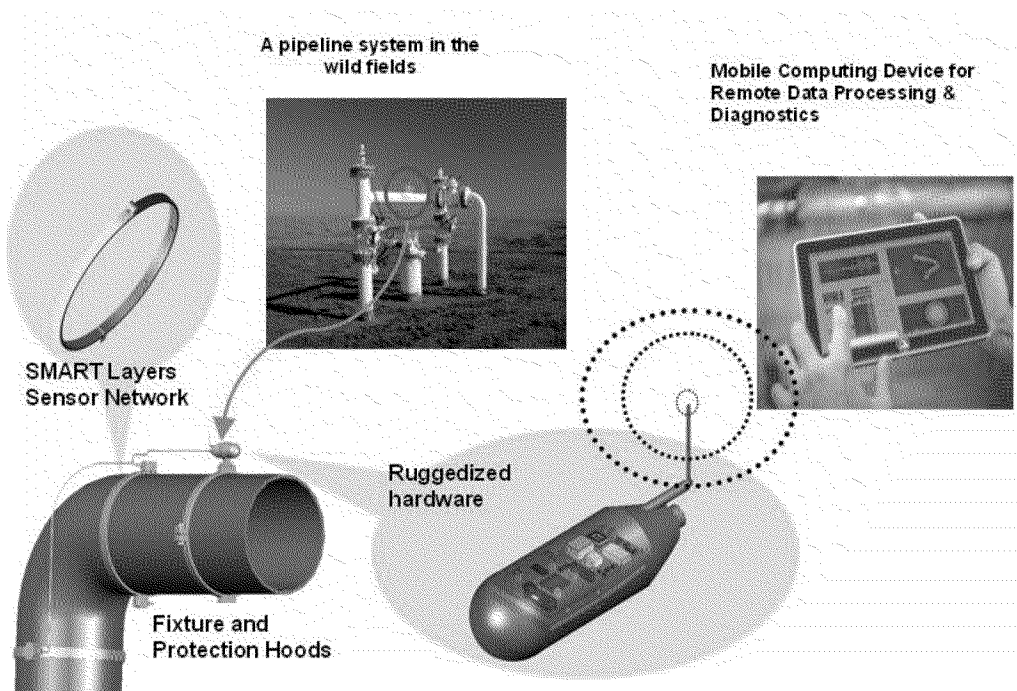 A pipeline system in the
wild fields
Mobile Computing Device for
Remote Data Processing &
Diagnostics
SMART Layers
Sensor Network
Ruggedized
hardware
Fixture and
Protection Hoods